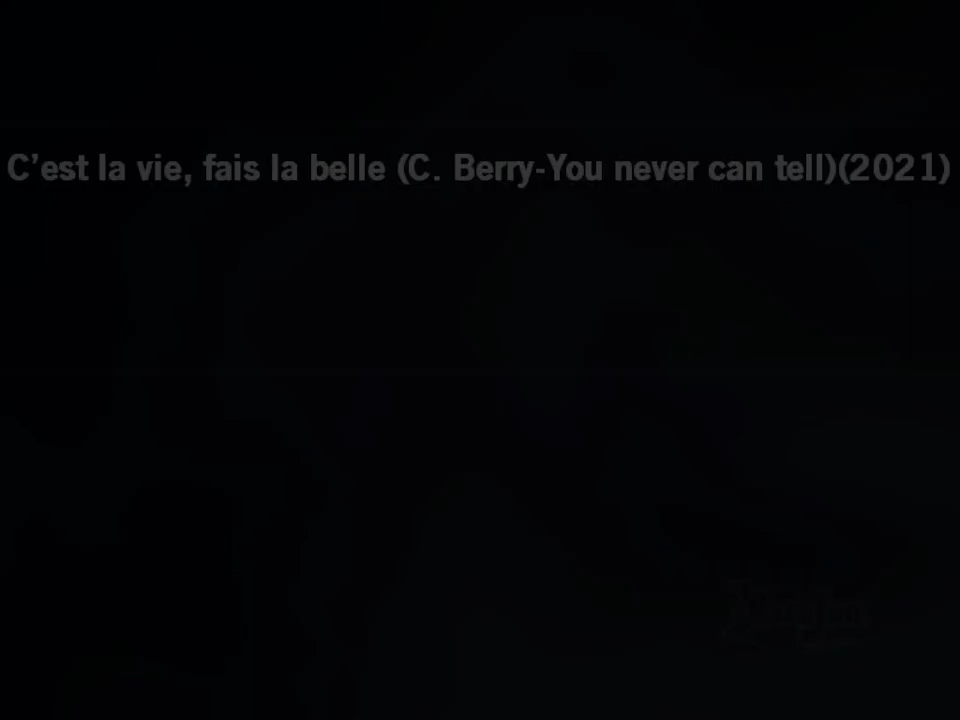 C'est la vie, fais la belle (C. Berry-You never can tell)(2021)